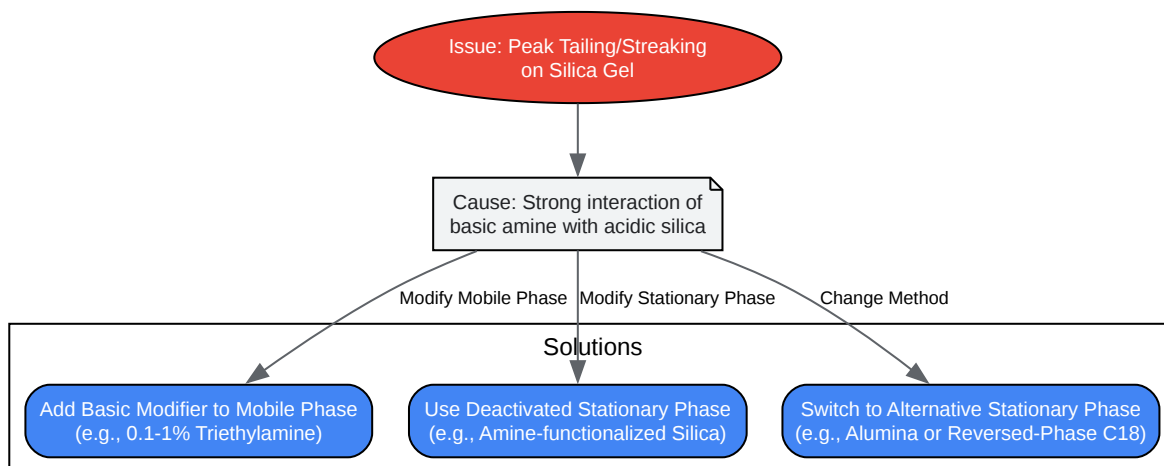 Issue: Peak Tailing/Streaking
on Silica Gel
Cause: Strong interaction of
basic amine with acidic silica
Modify Mobile Phase
Modify Stationary Phase
Change Method
Solutions
Add Basic Modifier to Mobile Phase
(e.g., 0.1-1% Triethylamine)
Use Deactivated Stationary Phase
(e.g., Amine-functionalized Silica)
Switch to Alternative Stationary Phase
(e.g., Alumina or Reversed-Phase C18)